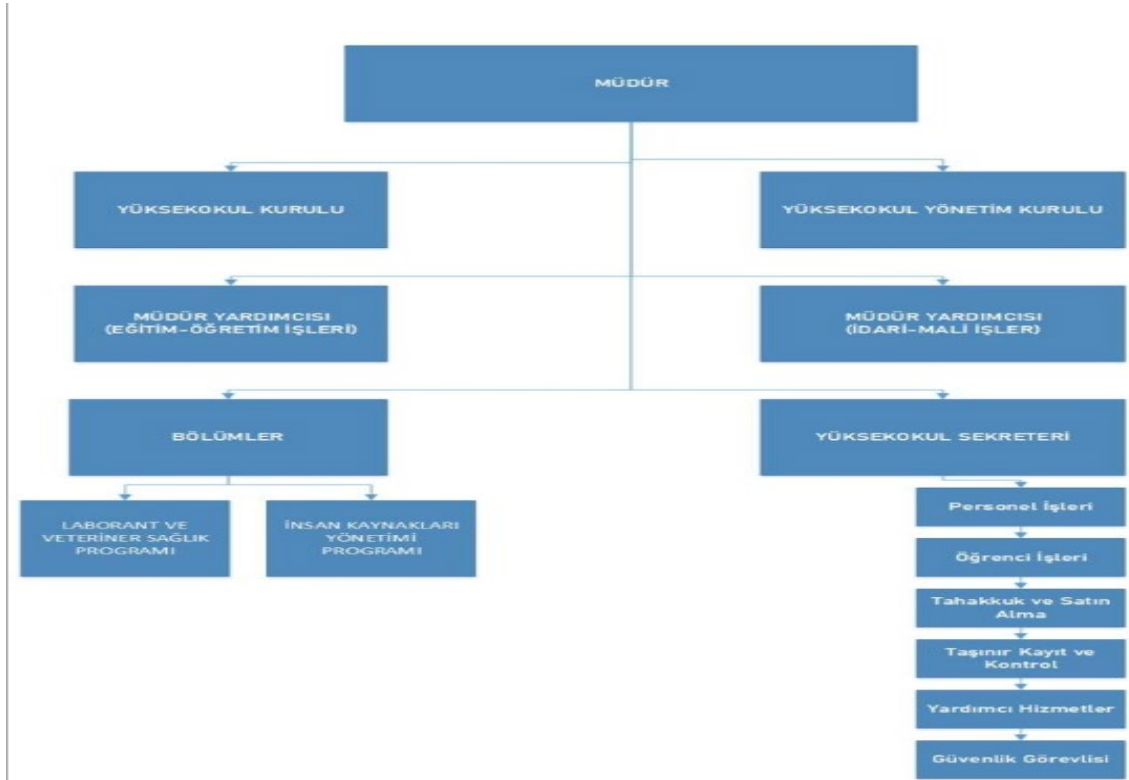 MÜDÜR
YÜKSEKOKUL KURULU
YÜKSEKOKUL YÖNETİM KURULU
MÜDÜR YARDIMCISI
(EĞİTİM-ÖĞRETİM İŞLERİ)
MÜDÜR YARDIMCISI
(İDARİ-MALİ İŞLER)
BÖLÜMLER
YÜKSEKOKUL SEKRETERİ
LABORANT VE
VETERİNER SAĞLIK
PROGRAMI
İNSAN KAYNAKLARI
YÖNETİMİ
PROGRAMI
Personel İşleri
Öğrenci İşleri
Tahakkuk ve Satın
Alma
Taşınır Kayıt ve
Kontrol
Yardımcı Hizmetler
Güvenlik Görevlisi